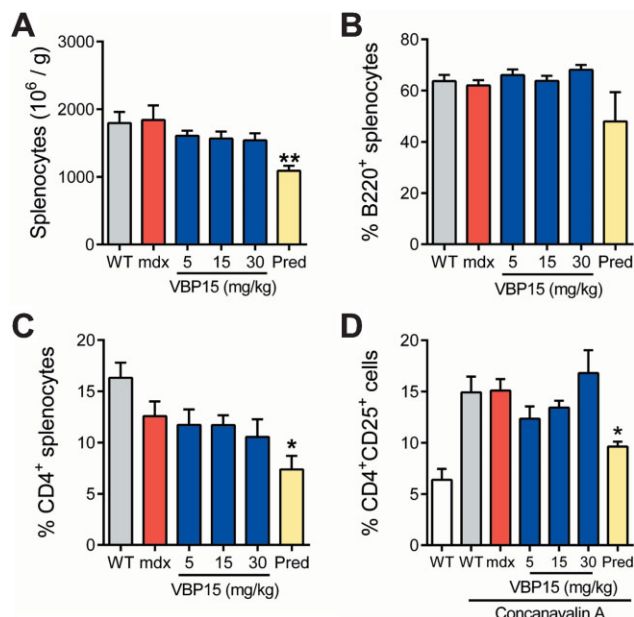 A
Splenocytes (10⁶ / g)
3000
2000
1000
0
**
WT mdx 5 15 30 Pred
VBP15 (mg/kg)
B
% B220⁺ splenocytes
80
60
40
20
0
WT mdx 5 15 30 Pred
VBP15 (mg/kg)
C
% CD4⁺ splenocytes
20
15
10
5
0
*
WT mdx 5 15 30 Pred
VBP15 (mg/kg)
D
% CD4⁺CD25⁺ cells
20
15
10
5
0
*
WT WT mdx 5 15 30 Pred
VBP15 (mg/kg)
Concanavalin A